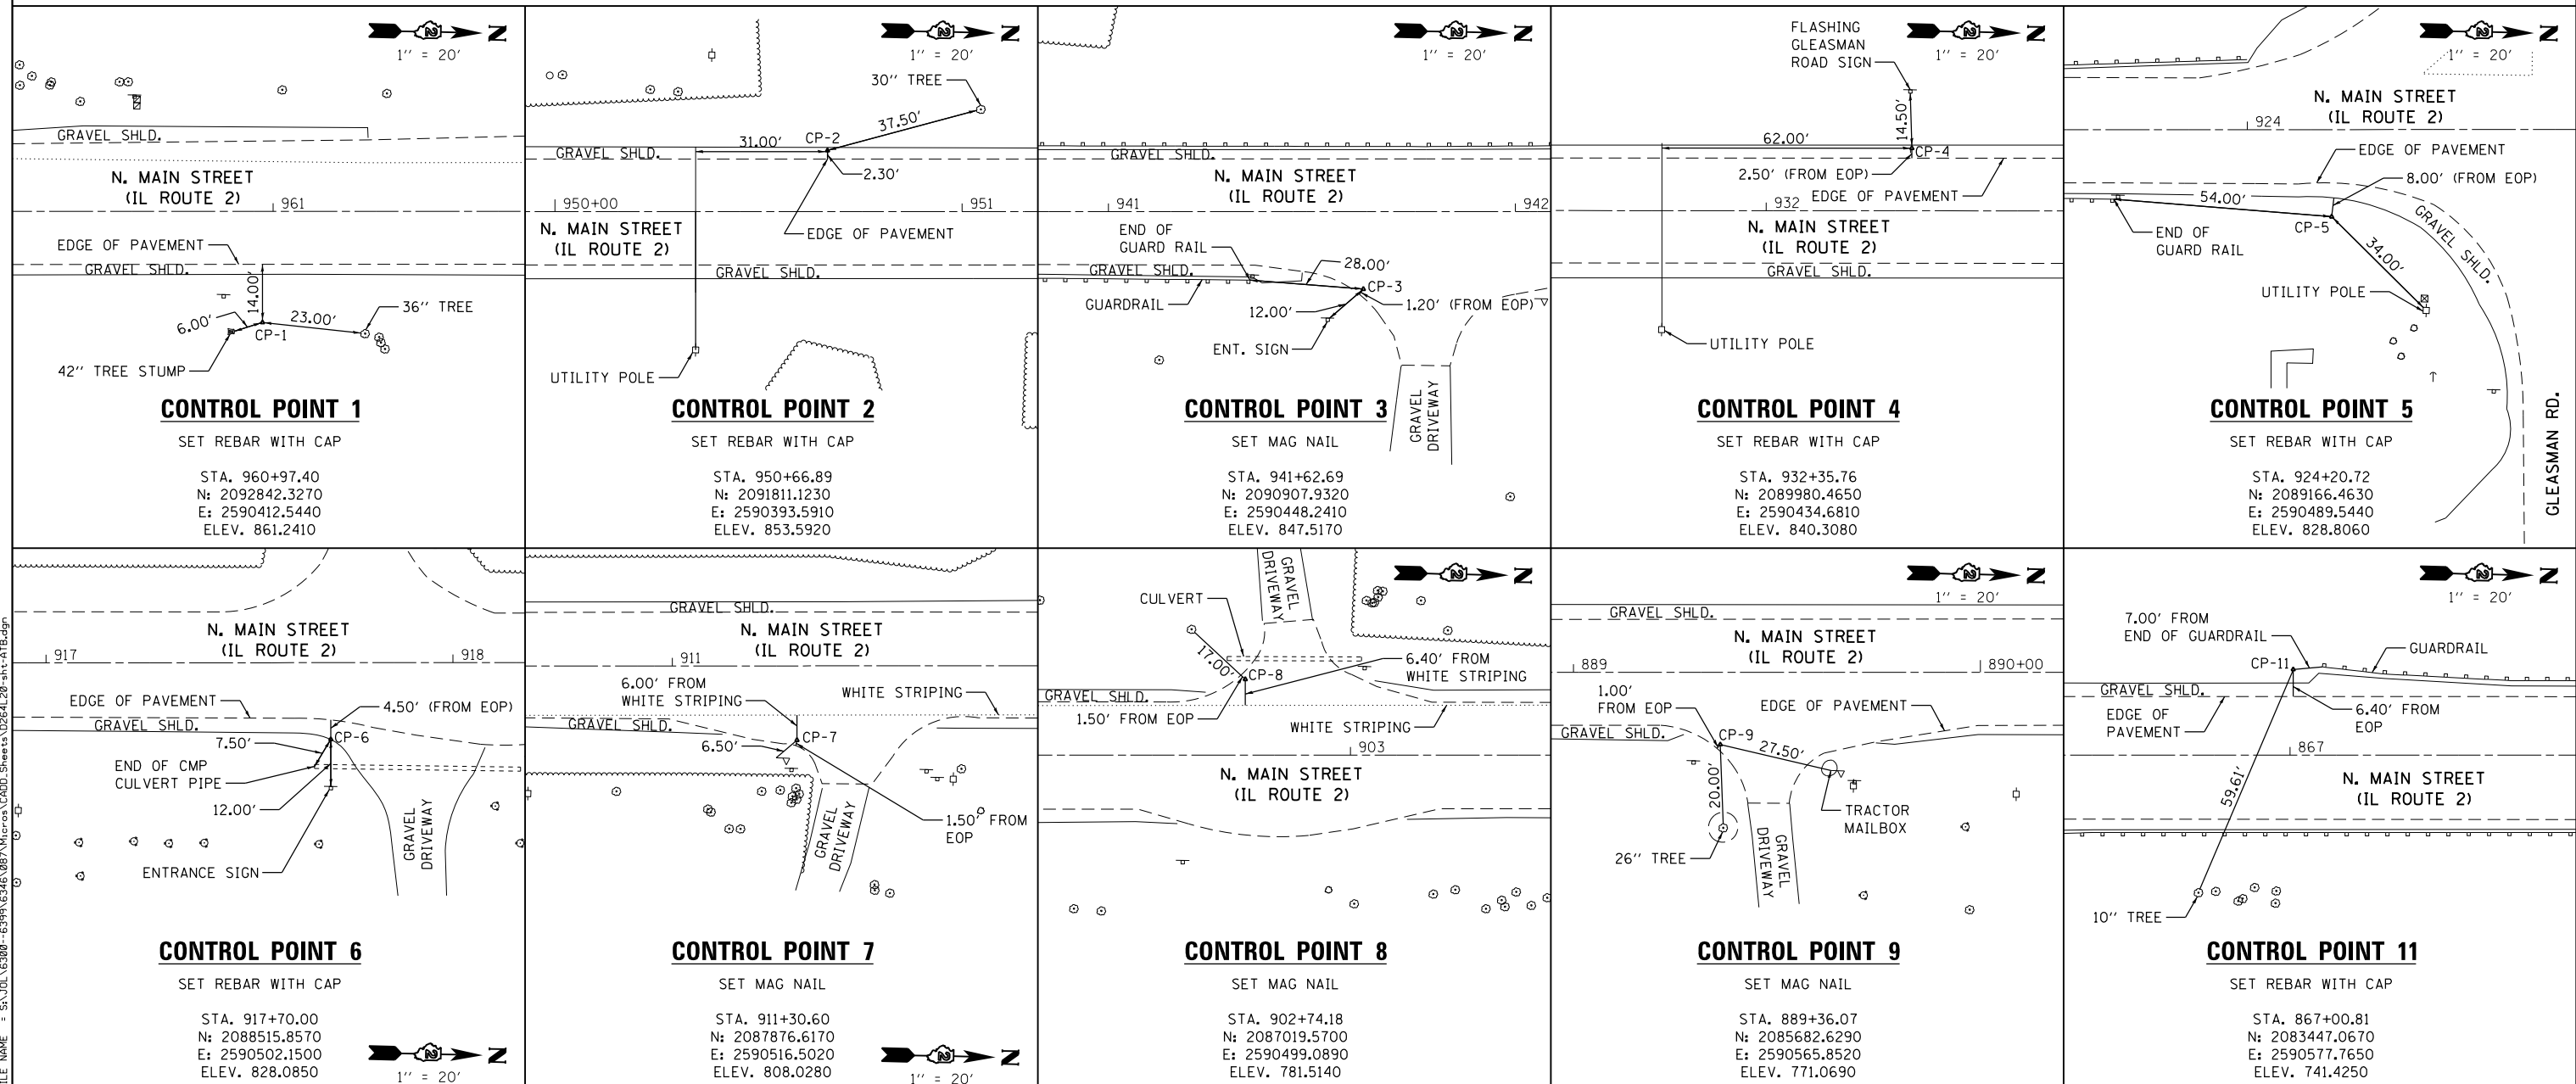 N
1" = 20'
GRAVEL SHLD.
N. MAIN STREET
(IL ROUTE 2)
961
EDGE OF PAVEMENT
GRAVEL SHLD.
14.00'
6.00'
23.00'
36" TREE
CP-1
42" TREE STUMP
CONTROL POINT 1
SET REBAR WITH CAP
STA. 960+97.40
N: 2092842.3270
E: 2590412.5440
ELEV. 861.2410
N
1" = 20'
30" TREE
37.50'
31.00'
CP-2
GRAVEL SHLD.
2.30'
950+00
951
N. MAIN STREET
(IL ROUTE 2)
EDGE OF PAVEMENT
GRAVEL SHLD.
UTILITY POLE
CONTROL POINT 2
SET REBAR WITH CAP
STA. 950+66.89
N: 2091811.1230
E: 2590393.5910
ELEV. 853.5920
N
1" = 20'
GRAVEL SHLD.
N. MAIN STREET
(IL ROUTE 2)
941
942
END OF
GUARD RAIL
GRAVEL SHLD.
28.00'
CP-3
GUARDRAIL
12.00'
1.20' (FROM EOP)
ENT. SIGN
GRAVEL
DRIVEWAY
CONTROL POINT 3
SET MAG NAIL
STA. 941+62.69
N: 2090907.9320
E: 2590448.2410
ELEV. 847.5170
FLASHING
GLEASMAN
ROAD SIGN
N
1" = 20'
14.50'
62.00'
CP-4
2.50' (FROM EOP)
EDGE OF PAVEMENT
932
N. MAIN STREET
(IL ROUTE 2)
GRAVEL SHLD.
UTILITY POLE
CONTROL POINT 4
SET REBAR WITH CAP
STA. 932+35.76
N: 2089980.4650
E: 2590434.6810
ELEV. 840.3080
N
1" = 20'
N. MAIN STREET
(IL ROUTE 2)
924
EDGE OF PAVEMENT
8.00' (FROM EOP)
54.00'
GRAVEL SHLD.
CP-5
END OF
GUARD RAIL
34.00'
UTILITY POLE
GLEASMAN RD.
CONTROL POINT 5
SET REBAR WITH CAP
STA. 924+20.72
N: 2089166.4630
E: 2590489.5440
ELEV. 828.8060
N. MAIN STREET
(IL ROUTE 2)
917
918
EDGE OF PAVEMENT
4.50' (FROM EOP)
GRAVEL SHLD.
CP-6
7.50'
END OF CMP
CULVERT PIPE
12.00'
GRAVEL
DRIVEWAY
ENTRANCE SIGN
CONTROL POINT 6
SET REBAR WITH CAP
STA. 917+70.00
N: 2088515.8570
E: 2590502.1500
ELEV. 828.0850
N
1" = 20'
GRAVEL SHLD.
N. MAIN STREET
(IL ROUTE 2)
911
6.00' FROM
WHITE STRIPING
WHITE STRIPING
GRAVEL SHLD.
CP-7
6.50'
1.50' FROM
EOP
GRAVEL
DRIVEWAY
CONTROL POINT 7
SET MAG NAIL
STA. 911+30.60
N: 2087876.6170
E: 2590516.5020
ELEV. 808.0280
N
1" = 20'
N
1" = 20'
CULVERT
GRAVEL
DRIVEWAY
17.00'
CP-8
6.40' FROM
WHITE STRIPING
GRAVEL SHLD.
1.50' FROM EOP
WHITE STRIPING
903
N. MAIN STREET
(IL ROUTE 2)
CONTROL POINT 8
SET MAG NAIL
STA. 902+74.18
N: 2087019.5700
E: 2590499.0890
ELEV. 781.5140
N
1" = 20'
GRAVEL SHLD.
N. MAIN STREET
(IL ROUTE 2)
889
890+00
1.00'
FROM EOP
EDGE OF PAVEMENT
GRAVEL SHLD.
CP-9
27.50'
20.00'
TRACTOR
MAILBOX
26" TREE
GRAVEL
DRIVEWAY
CONTROL POINT 9
SET MAG NAIL
STA. 889+36.07
N: 2085682.6290
E: 2590565.8520
ELEV. 771.0690
N
1" = 20'
7.00' FROM
END OF GUARDRAIL
GUARDRAIL
CP-11
GRAVEL SHLD.
EDGE OF
PAVEMENT
6.40' FROM
EOP
867
59.61'
N. MAIN STREET
(IL ROUTE 2)
10" TREE
CONTROL POINT 11
SET REBAR WITH CAP
STA. 867+00.81
N: 2083447.0670
E: 2590577.7650
ELEV. 741.4250